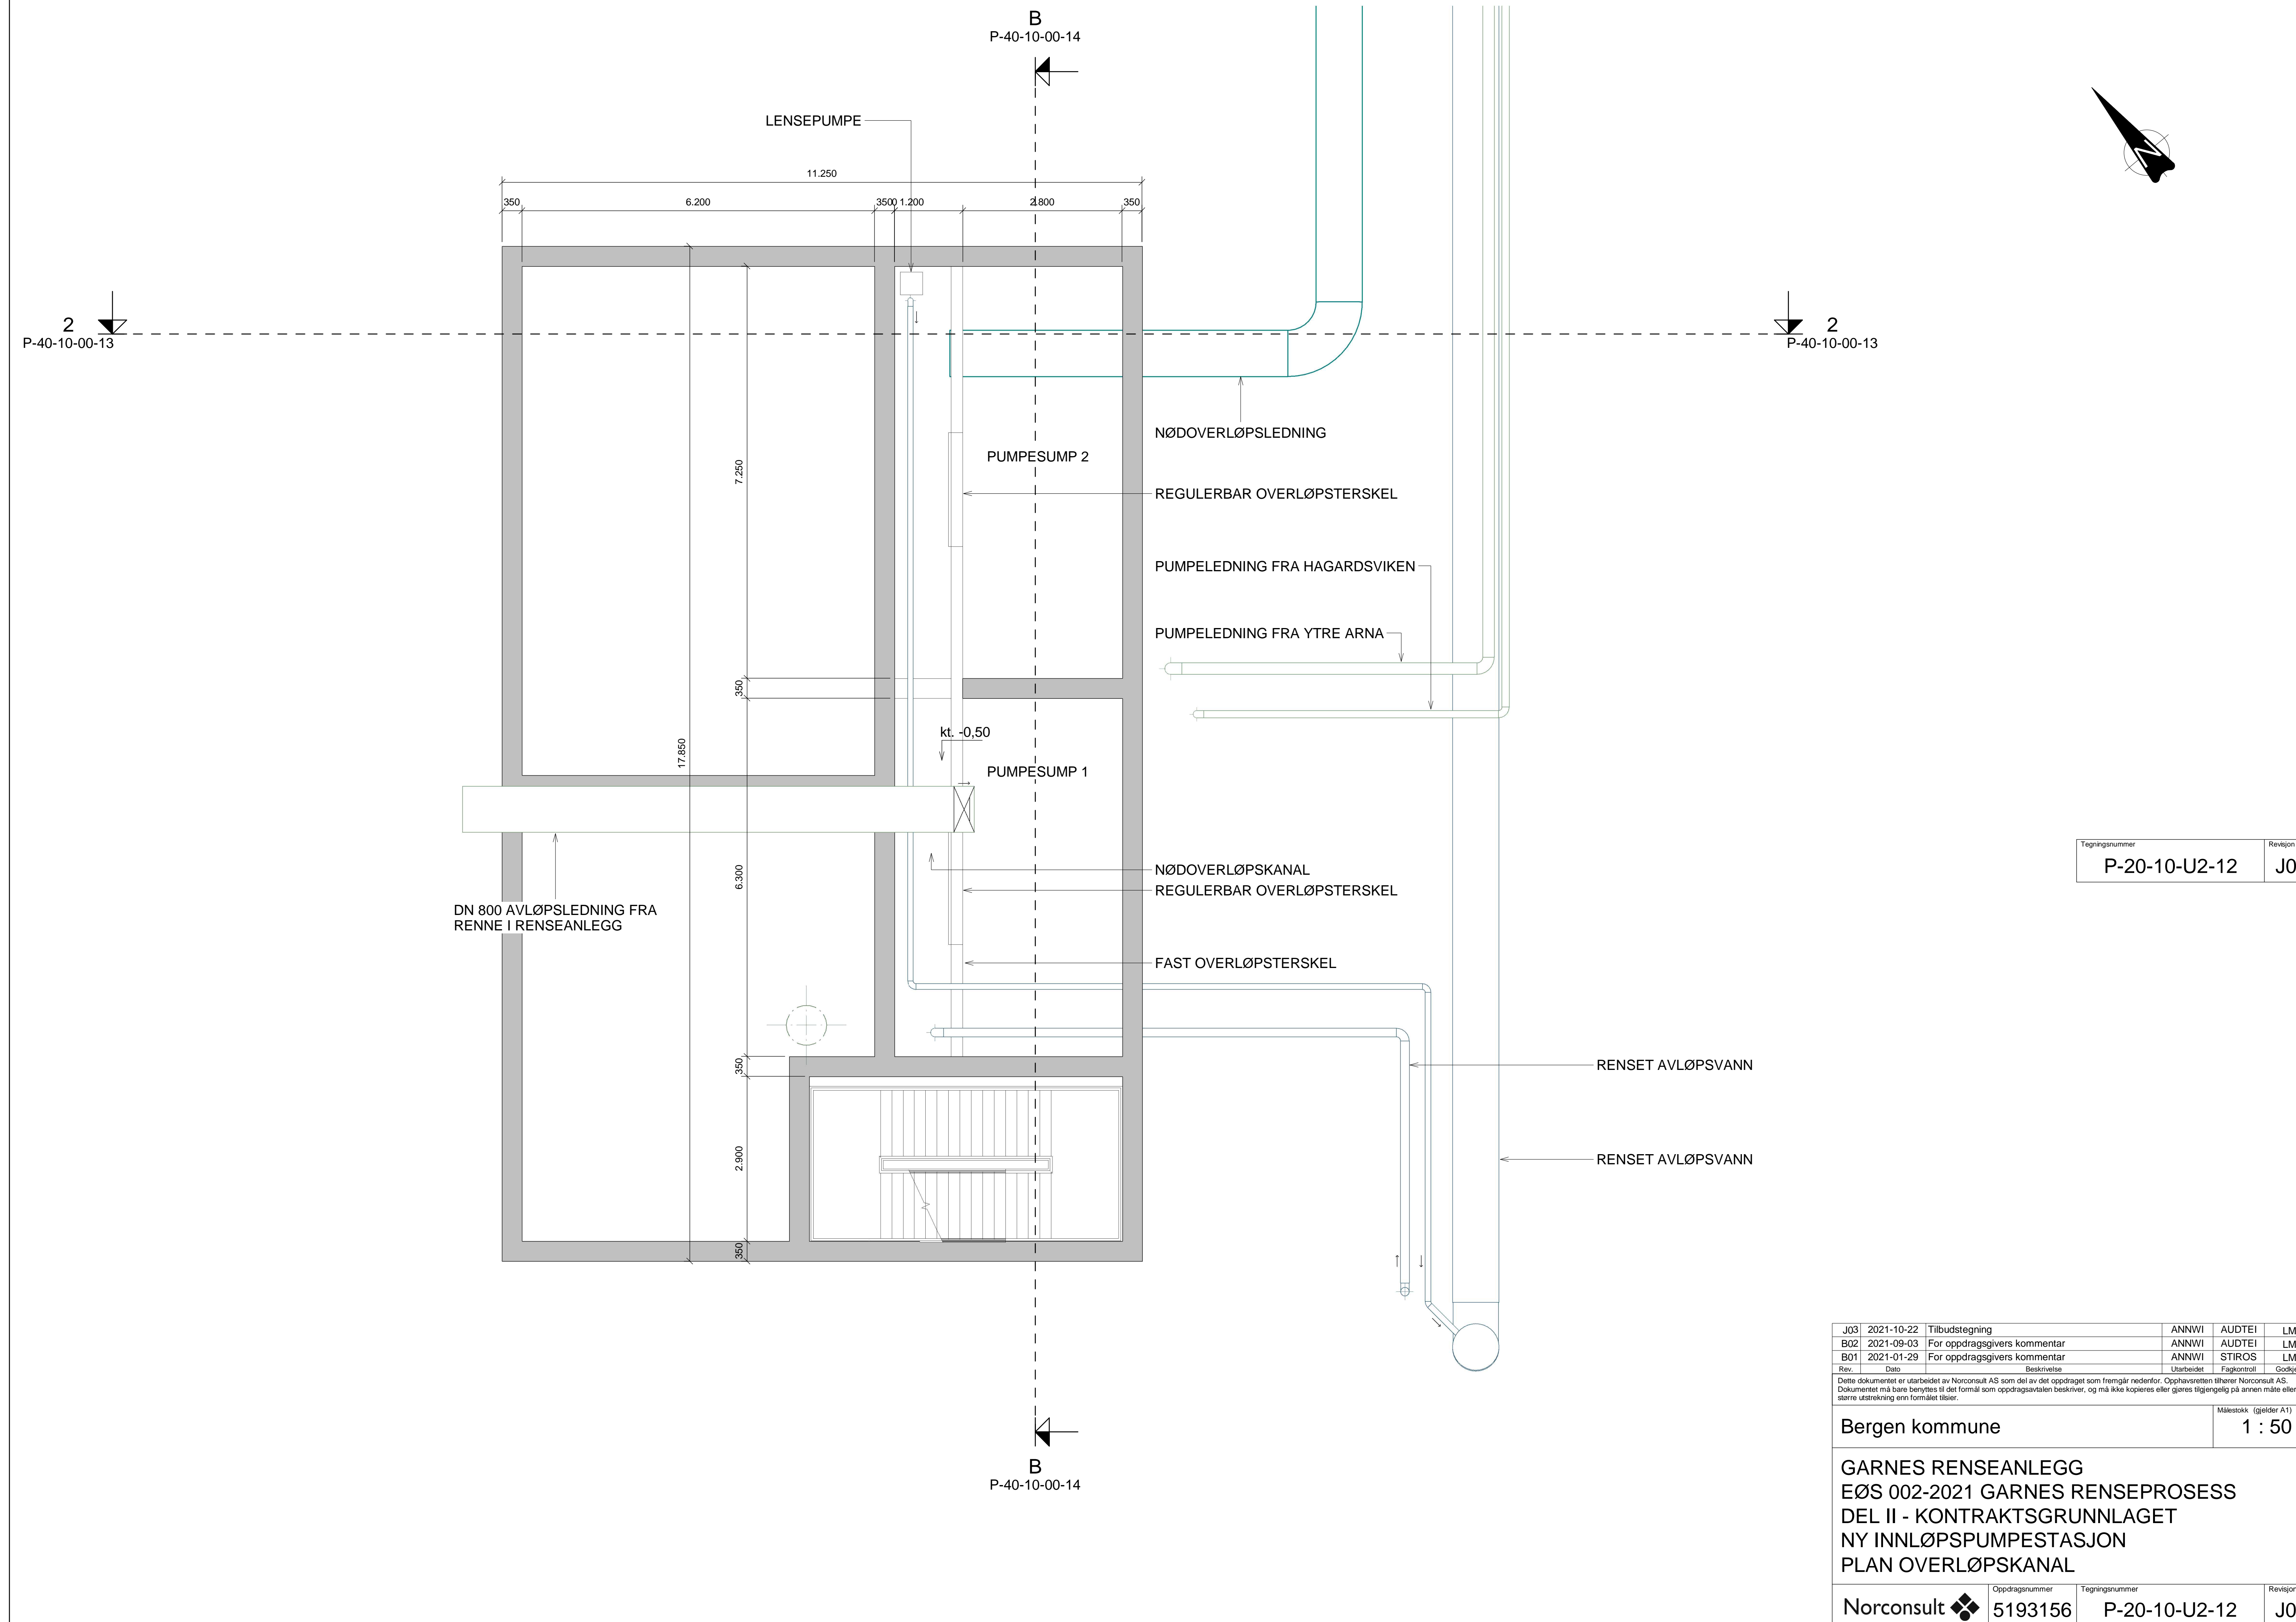 B
P-40-10-00-14
LENSEPUMPE
11.250
350
6.200
350
1.200
2.800
350
2
P-40-10-00-13
2
P-40-10-00-13
N
NØDOVERLØPSLEDNING
PUMPESUMP 2
7.250
REGULERBAR OVERLØPSTERSKEL
PUMPELEDNING FRA HAGARDSVIKEN
PUMPELEDNING FRA YTRE ARNA
350
kt. -0,50
17.850
PUMPESUMP 1
NØDOVERLØPSKANAL
REGULERBAR OVERLØPSTERSKEL
6.300
DN 800 AVLØPSLEDNING FRA
RENNE I RENSEANLEGG
FAST OVERLØPSTERSKEL
350
RENSET AVLØPSVANN
2.900
RENSET AVLØPSVANN
350
B
P-40-10-00-14
Tegningsnummer Revisjon
P-20-10-U2-12 J0
J03 2021-10-22 Tilbudstegning ANNWI AUDTEI LM
B02 2021-09-03 For oppdragsgivers kommentar ANNWI AUDTEI LM
B01 2021-01-29 For oppdragsgivers kommentar ANNWI STIROS LM
Rev. Dato Beskrivelse Utarbeidet Fagkontroll Godkje
Dette dokumentet er utarbeidet av Norconsult AS som del av det oppdraget som fremgår nedenfor. Opphavsretten tilhører Norconsult AS.
Dokumentet må bare benyttes til det formål som oppdragsavtalen beskriver, og må ikke kopieres eller gjøres tilgjengelig på annen måte eller
større utstrekning enn formålet tilsier.
Bergen kommune
Målestokk (gjelder A1)
1 : 50
GARNES RENSEANLEGG
EØS 002-2021 GARNES RENSEPROSESS
DEL II - KONTRAKTSGRUNNLAGET
NY INNLØPSPUMPESTASJON
PLAN OVERLØPSKANAL
Norconsult
Oppdragsnummer
5193156
Tegningsnummer
P-20-10-U2-12
Revisjon
J0